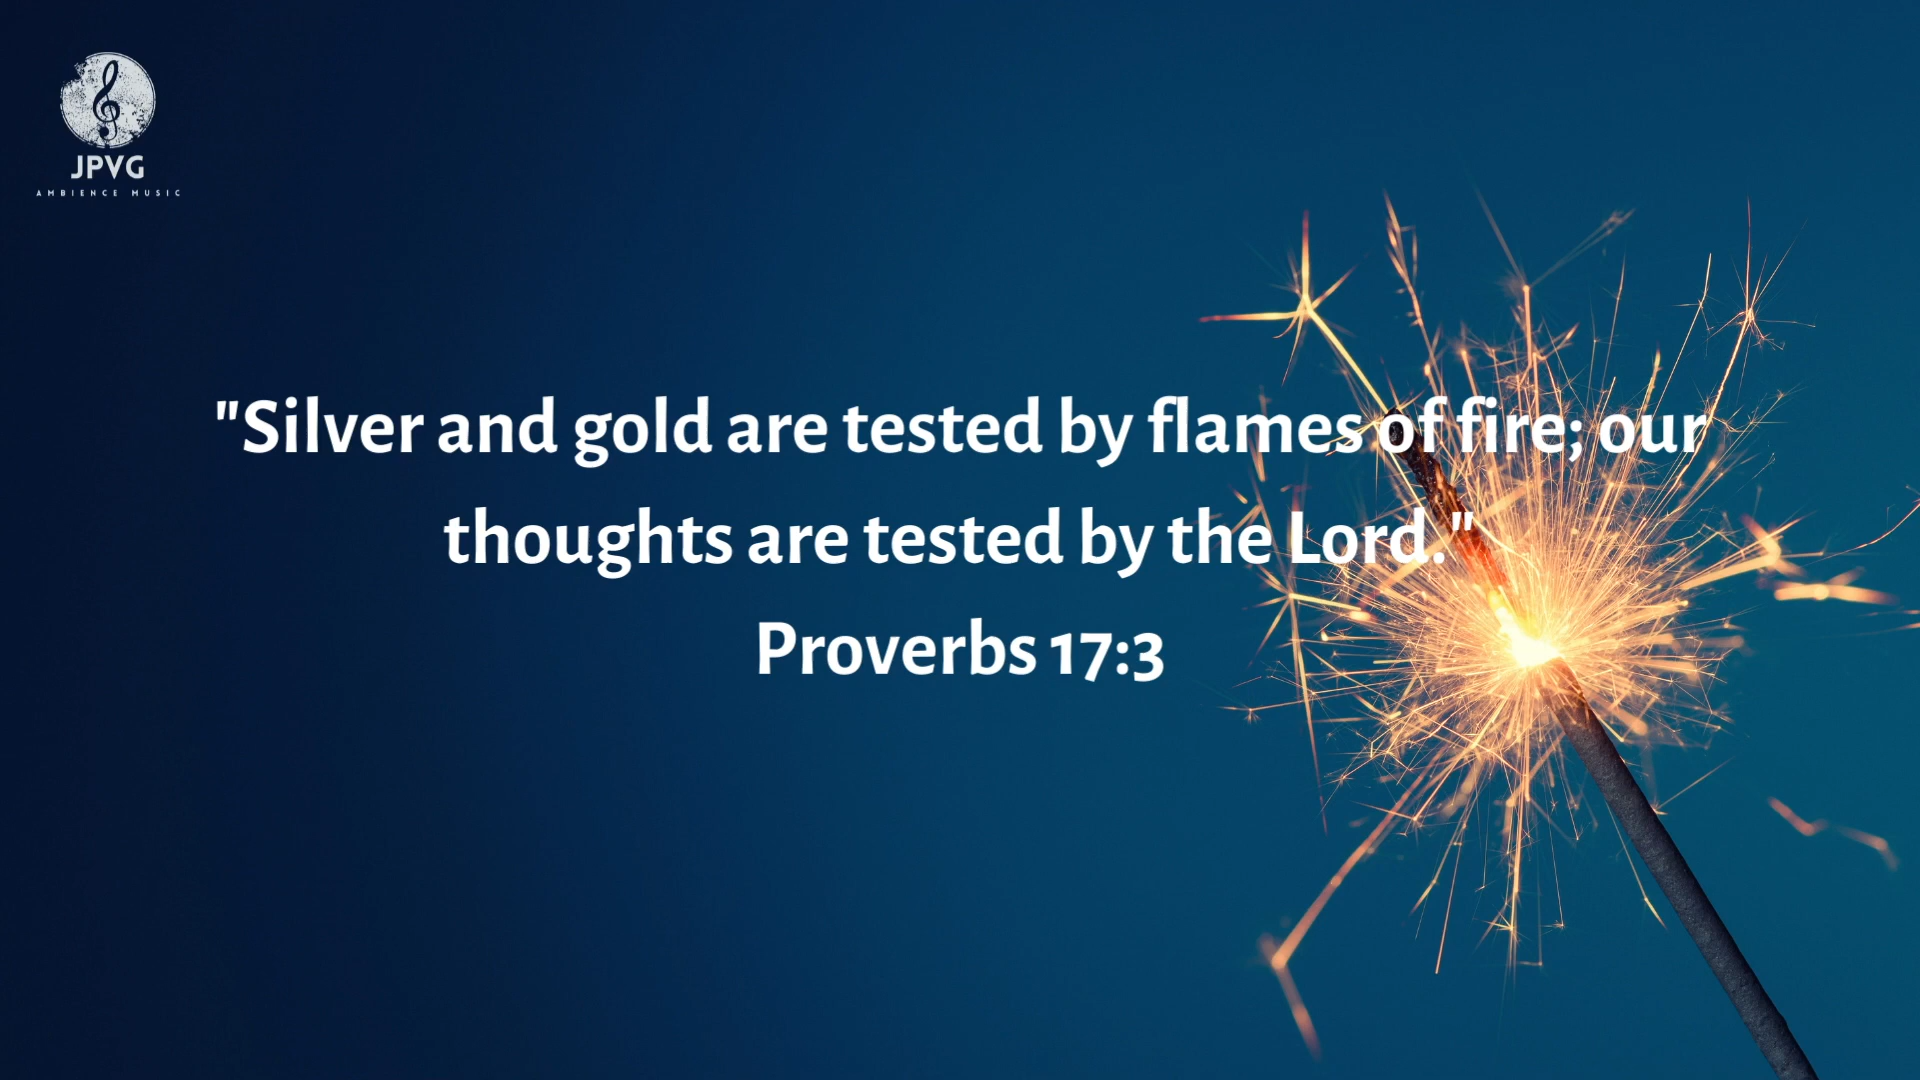 JPVG
AMBIENCE MUSIC
"Silver and gold are tested by flames of fire; our
thoughts are tested by the Lord."
Proverbs 17:3